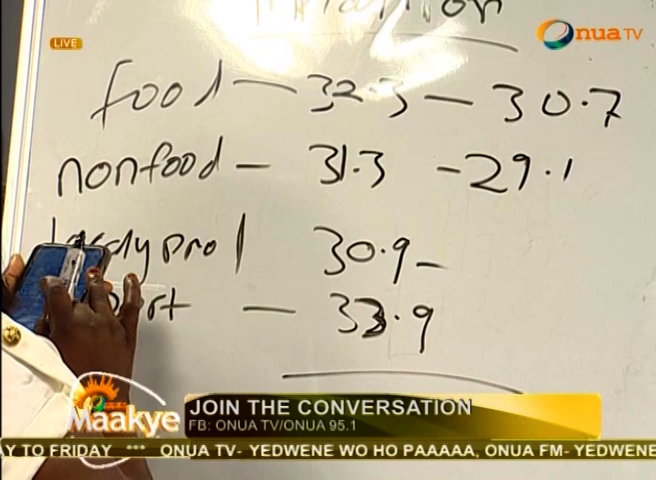 LIVE
Onua TV
food - 32.3 - 30.7
nonfood - 31.3 - 29.1
30.9 -
- 33.9
Maakye
JOIN THE CONVERSATION
FB: ONUA TV/ONUA 95.1
AY TO FRIDAY *** ONUA TV- YEDWENE WO HO PAAAAA, ONUA FM- YEDWENE